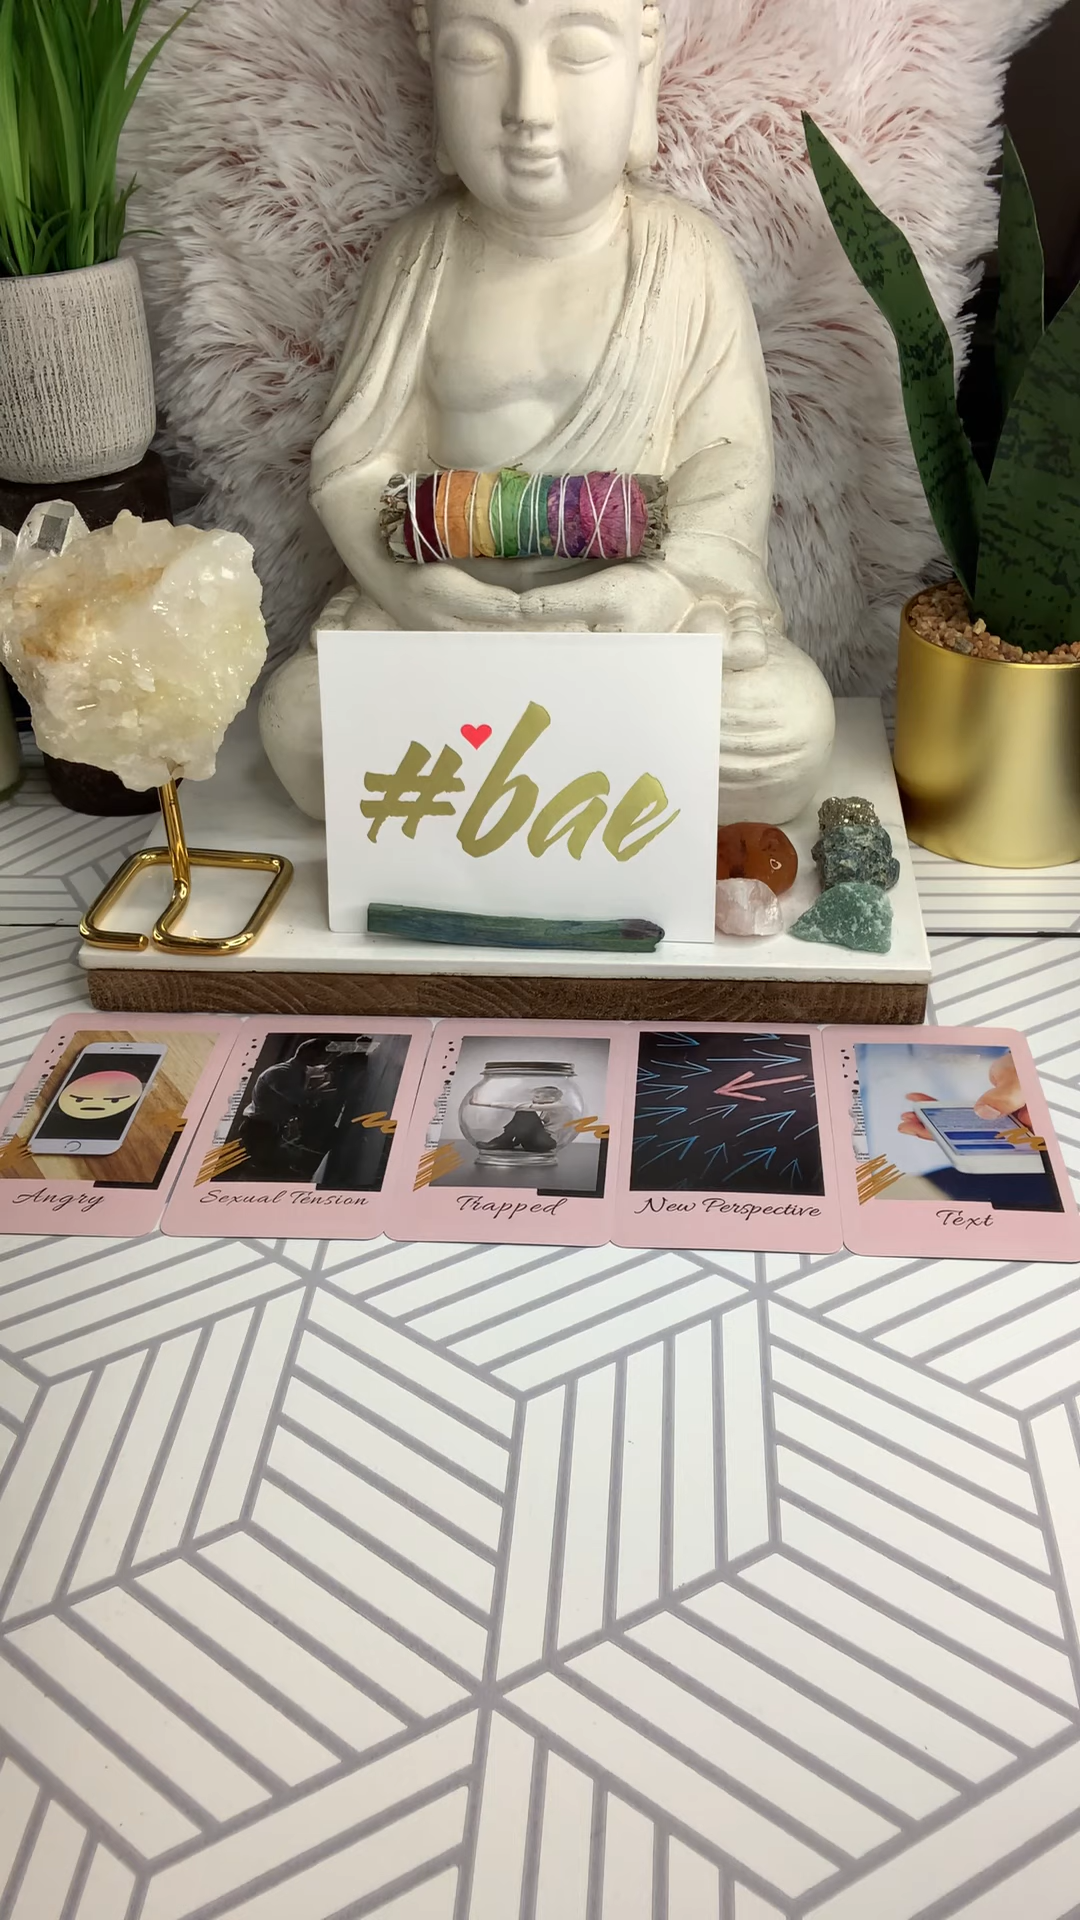 #bae
Angry
Sexual Tension
Trapped
New Perspective
Text